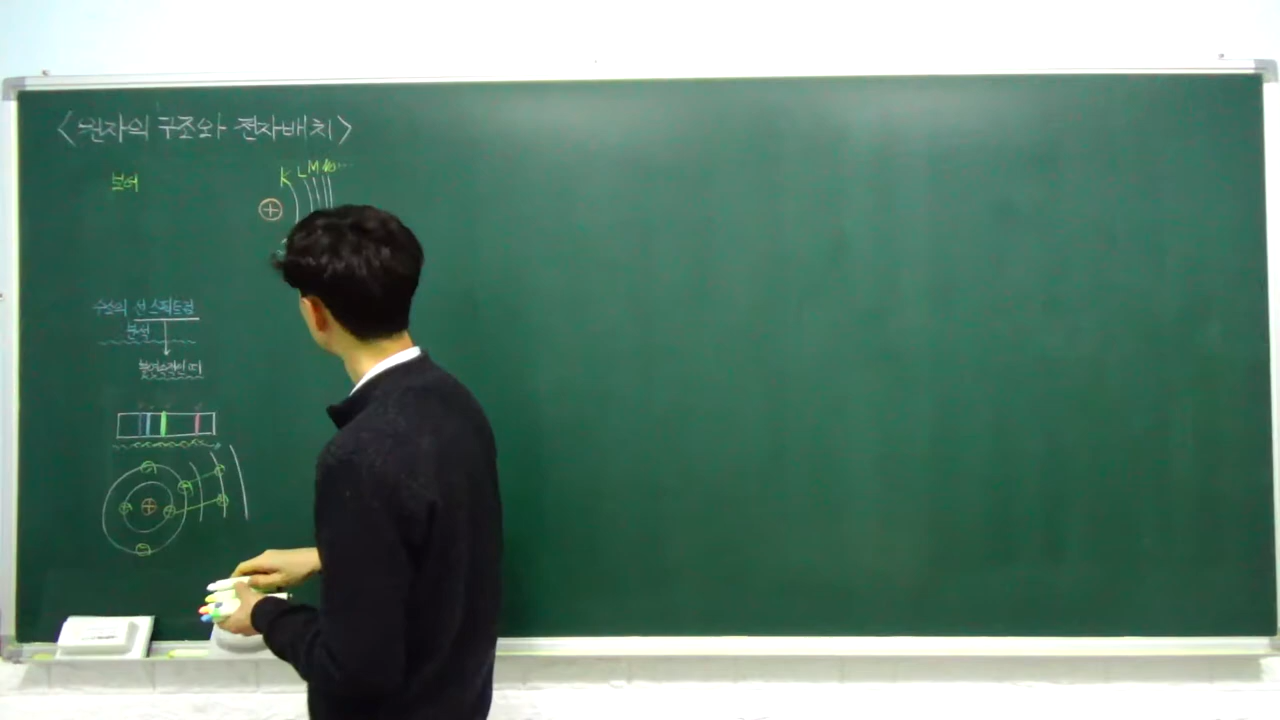 <원자의 구조와 전자배치>
보어
K L M N ...
+
수소의 선 스펙트럼
분석
불연속적인 띠